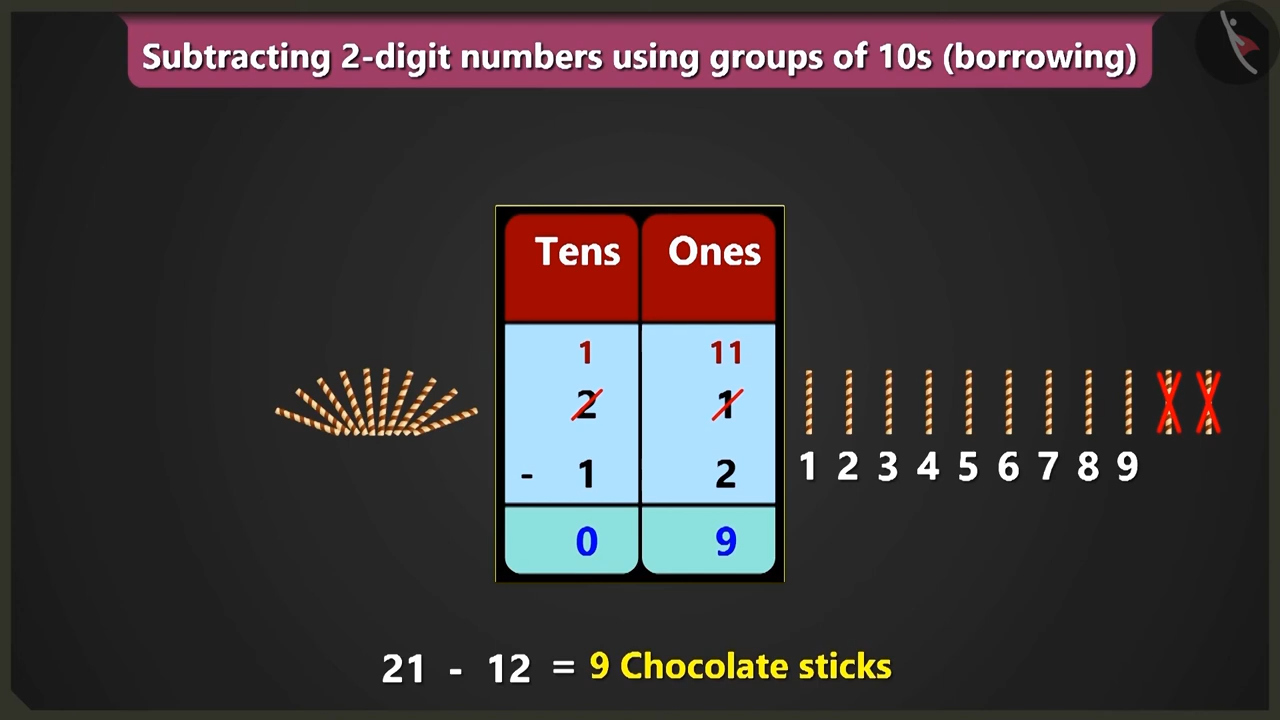 Subtracting 2-digit numbers using groups of 10s (borrowing)
Tens Ones
1 11
2 1
- 1 2
0 9
1 2 3 4 5 6 7 8 9
21 - 12 = 9 Chocolate sticks